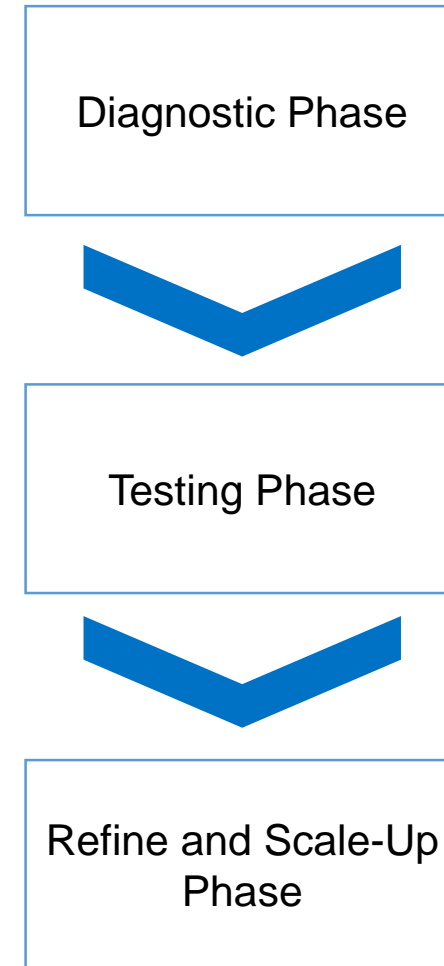 Diagnostic Phase
Testing Phase
Refine and Scale-Up
Phase